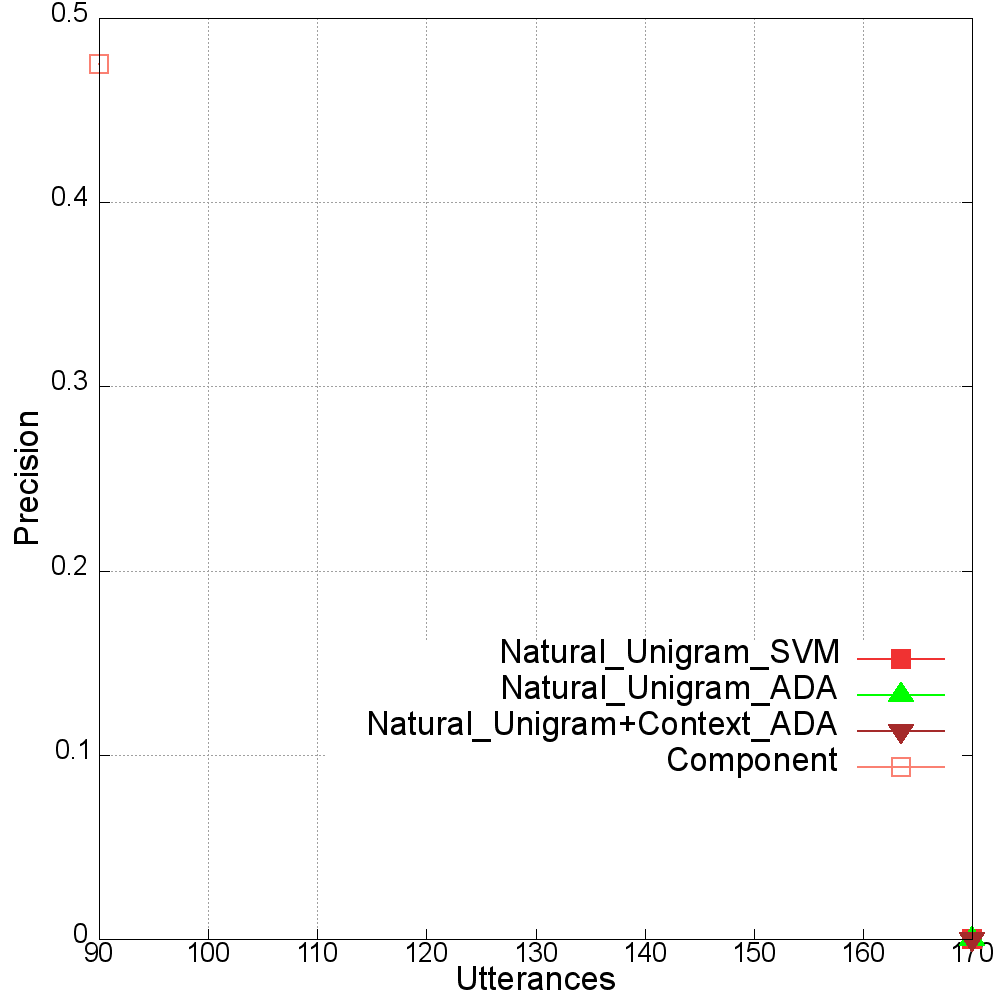 0.5
0.4
0.3
0.2
0.1
0
Precision
Natural_Unigram_SVM
Natural_Unigram_ADA
Natural_Unigram+Context_ADA
Component
90 100 110 120 130 140 150 160 170
Utterances